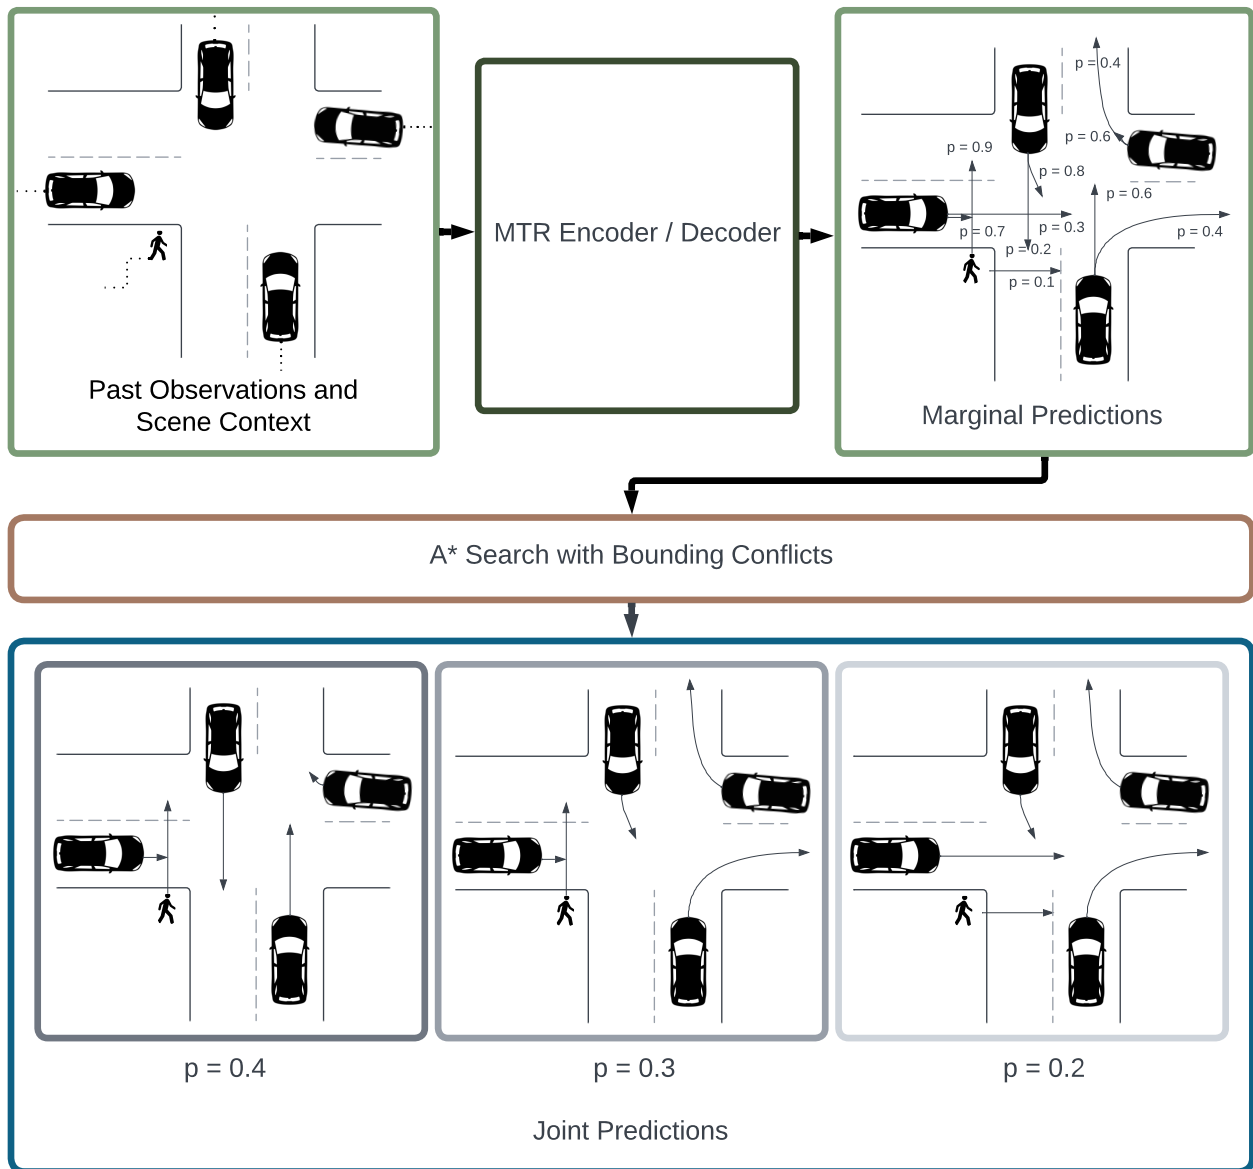 Past Observations and
Scene Context
MTR Encoder / Decoder
p = 0.4
p = 0.6
p = 0.9
p = 0.8
p = 0.6
p = 0.7
p = 0.3
p = 0.4
p = 0.2
p = 0.1
Marginal Predictions
A* Search with Bounding Conflicts
p = 0.4
p = 0.3
p = 0.2
Joint Predictions